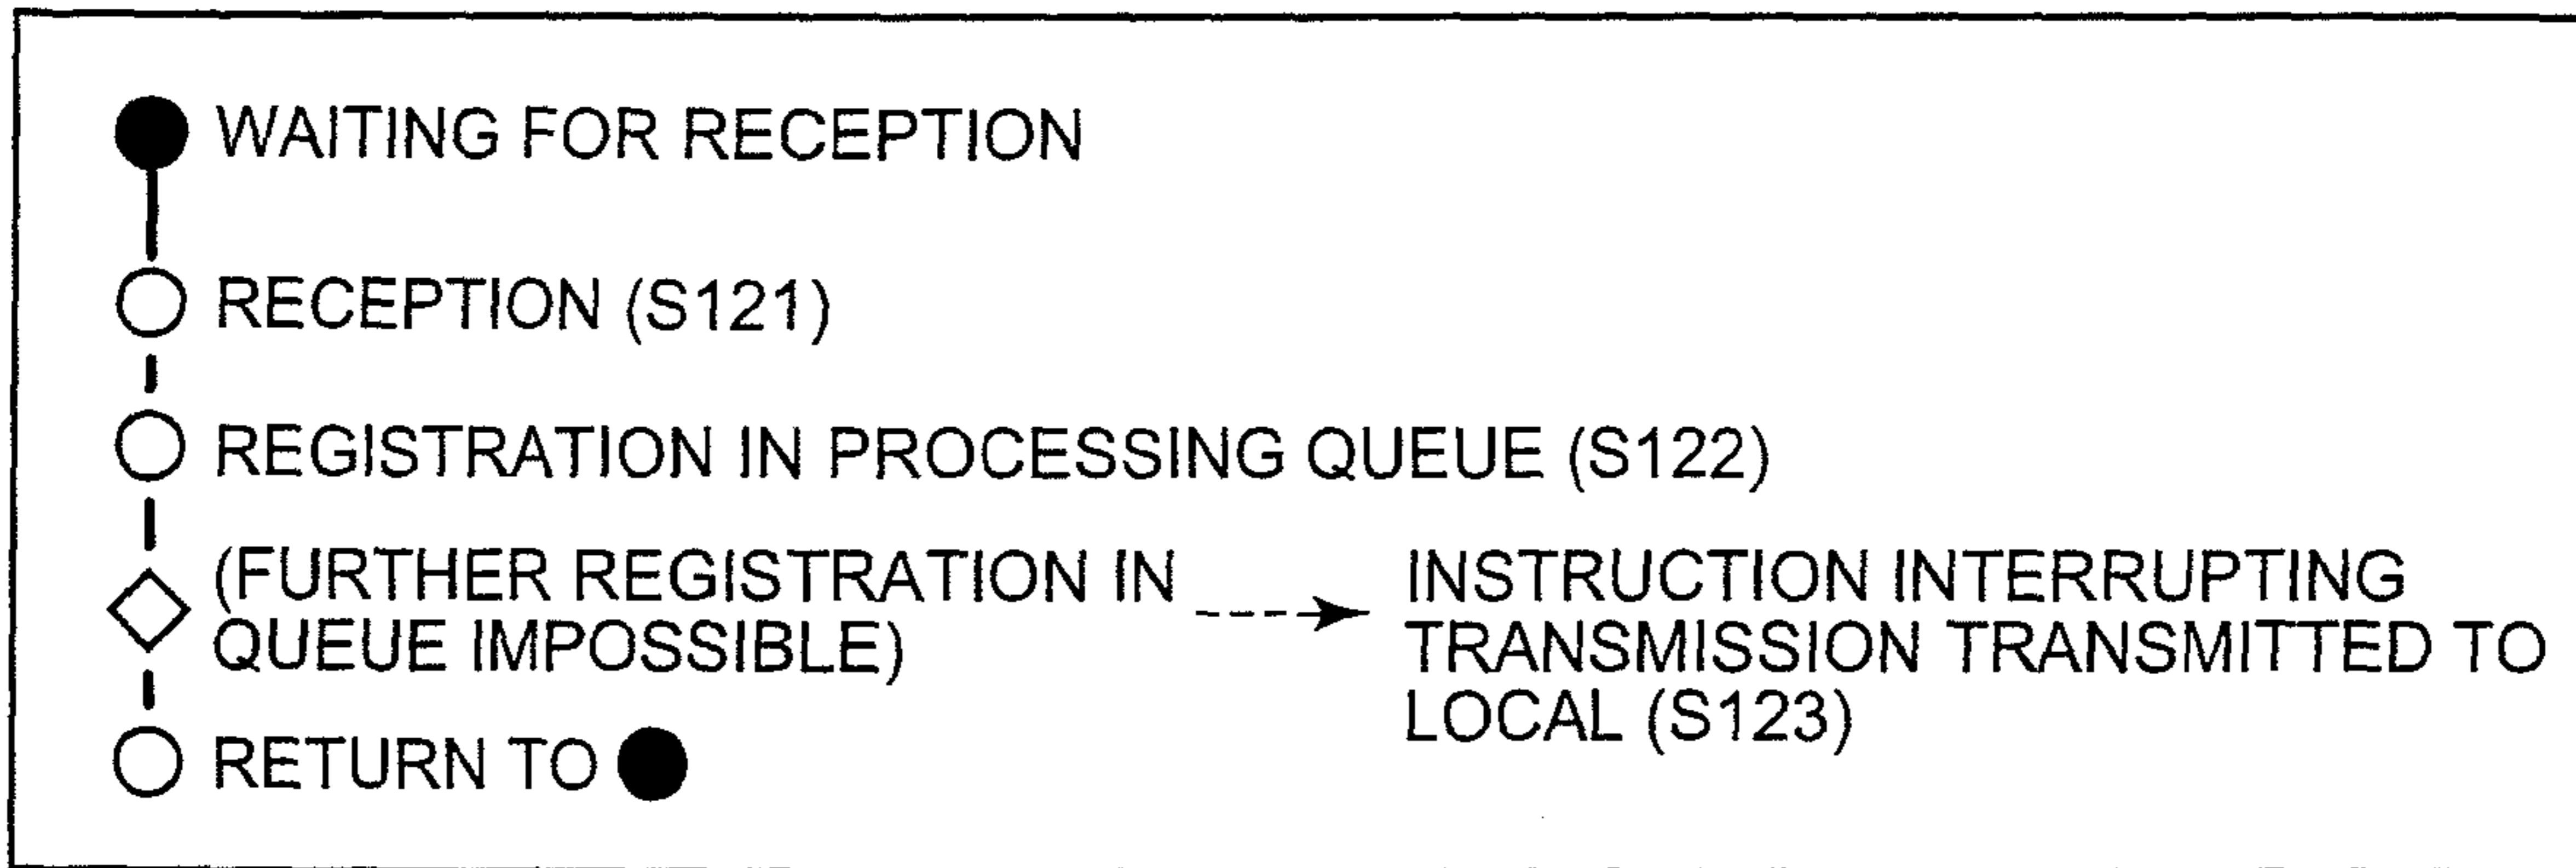 WAITING FOR RECEPTION
RECEPTION (S121)
REGISTRATION IN PROCESSING QUEUE (S122)
(FURTHER REGISTRATION IN
QUEUE IMPOSSIBLE)
INSTRUCTION INTERRUPTING
TRANSMISSION TRANSMITTED TO
LOCAL (S123)
RETURN TO